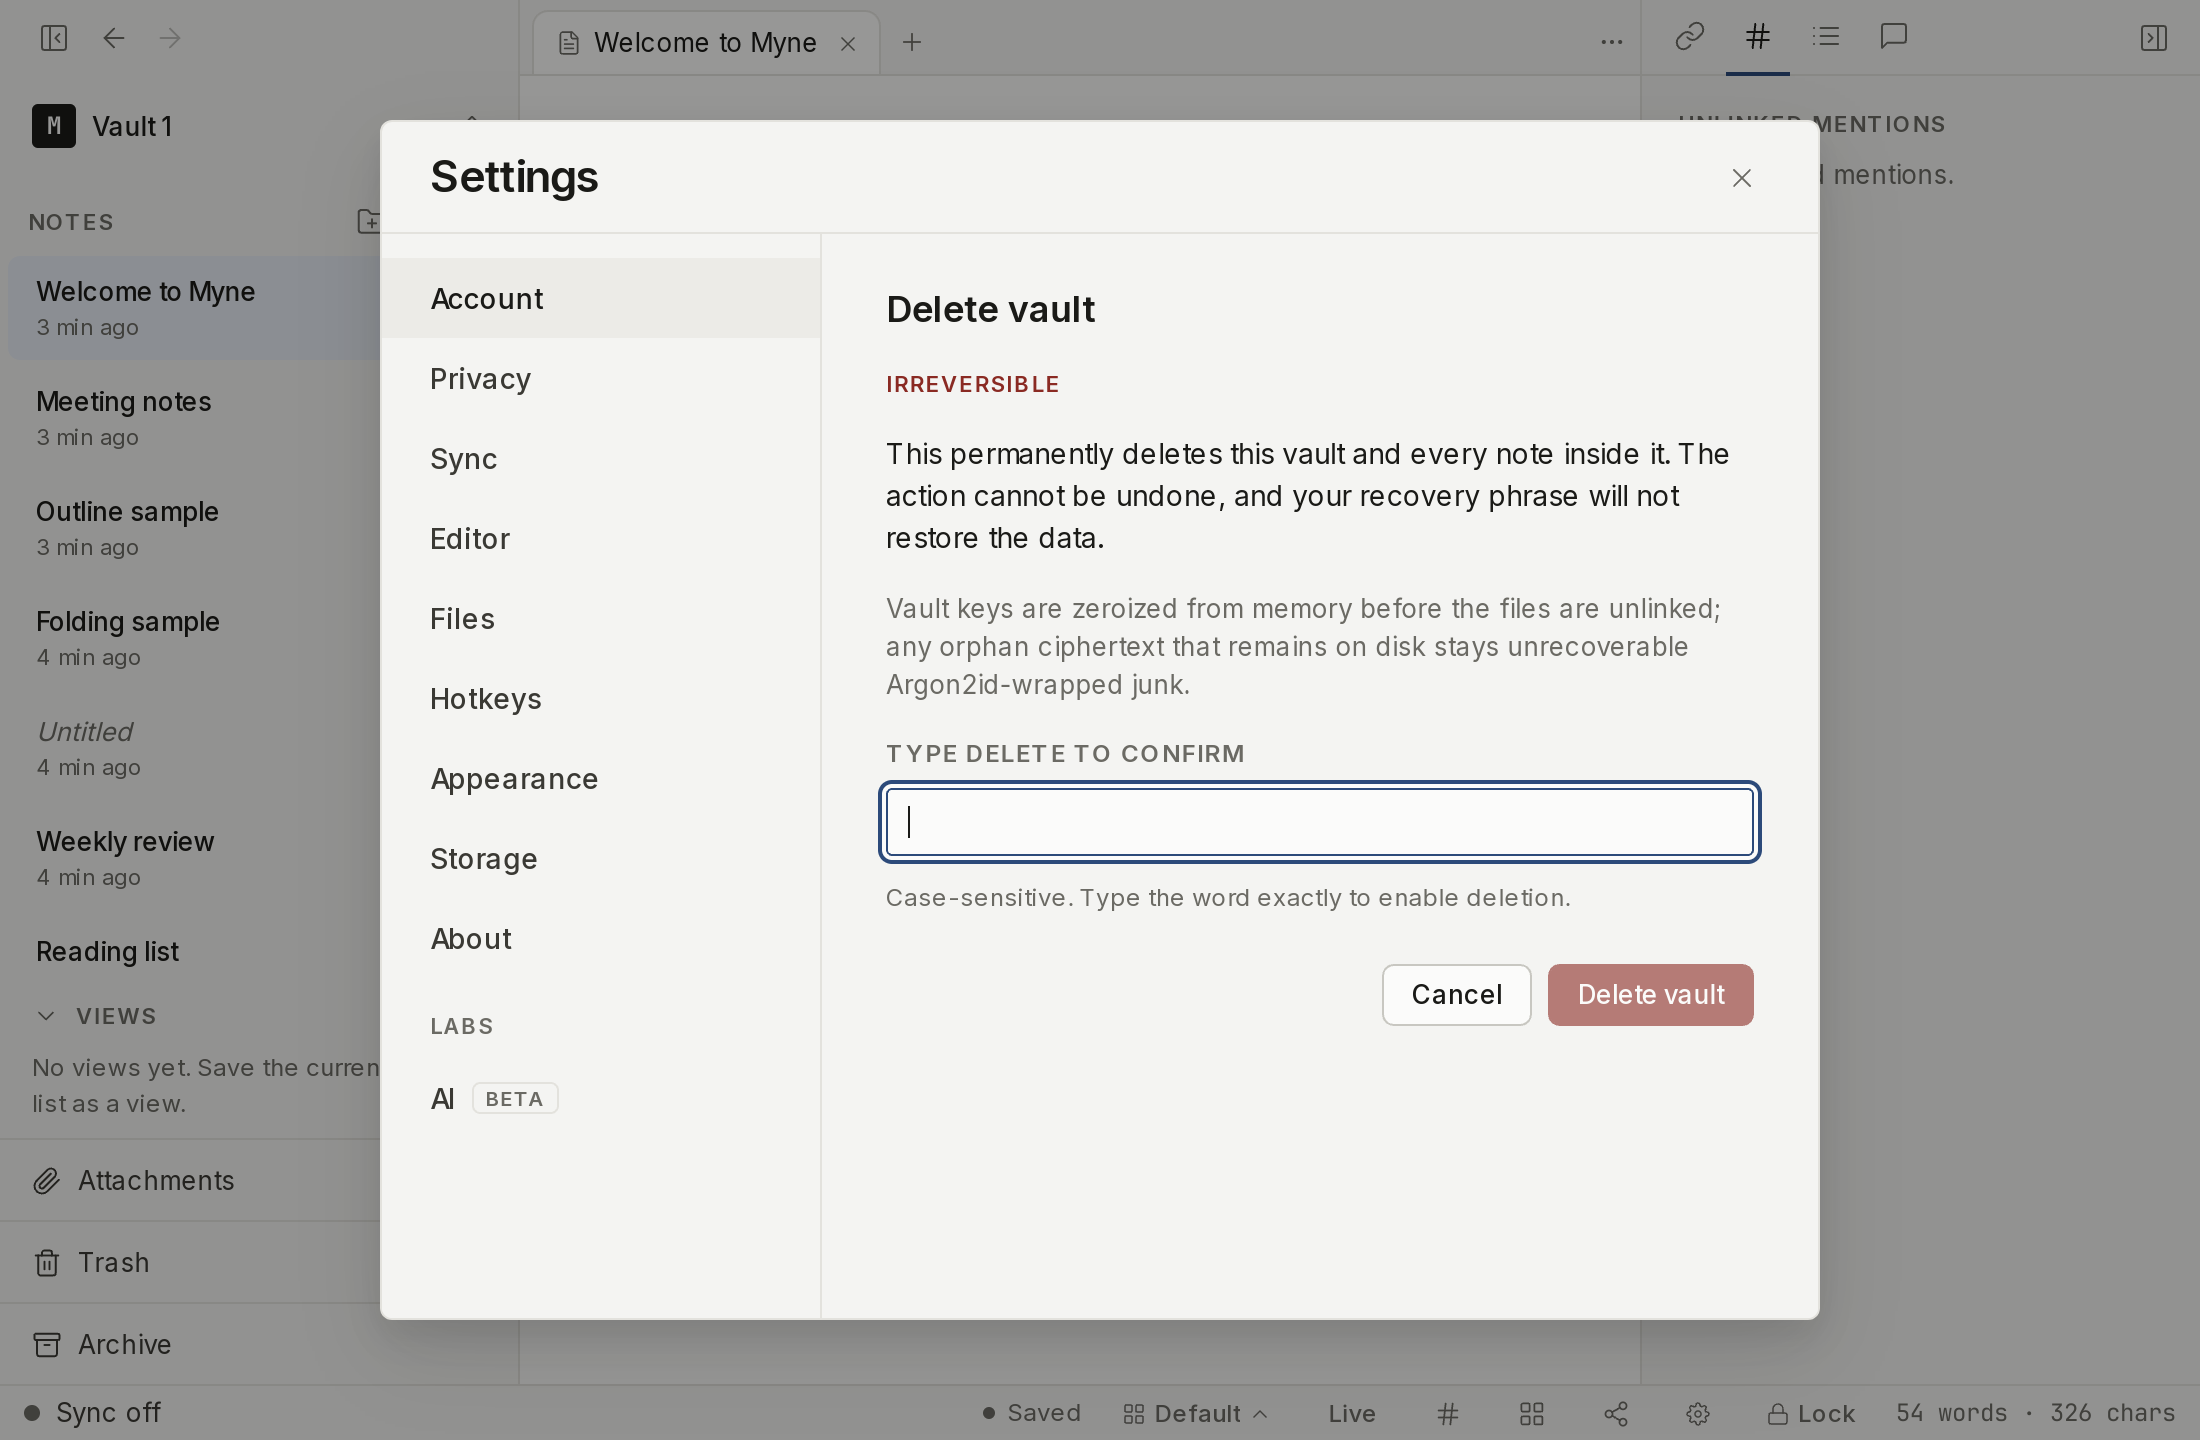 Welcome to Myne
M
Vault 1
NOTES
Welcome to Myne
3 min ago
Meeting notes
3 min ago
Outline sample
3 min ago
Folding sample
4 min ago
Untitled
4 min ago
Weekly review
4 min ago
Reading list
VIEWS
No views yet. Save the curren
list as a view.
Attachments
Trash
Archive
Sync off
Settings
Account
Privacy
Sync
Editor
Files
Hotkeys
Appearance
Storage
About
LABS
AI BETA
Delete vault
IRREVERSIBLE
This permanently deletes this vault and every note inside it. The
action cannot be undone, and your recovery phrase will not
restore the data.
Vault keys are zeroized from memory before the files are unlinked;
any orphan ciphertext that remains on disk stays unrecoverable
Argon2id-wrapped junk.
TYPE DELETE TO CONFIRM
Case-sensitive. Type the word exactly to enable deletion.
Cancel
Delete vault
UNLINKED MENTIONS
mentions.
Saved
Default
Live
Lock
54 words · 326 chars